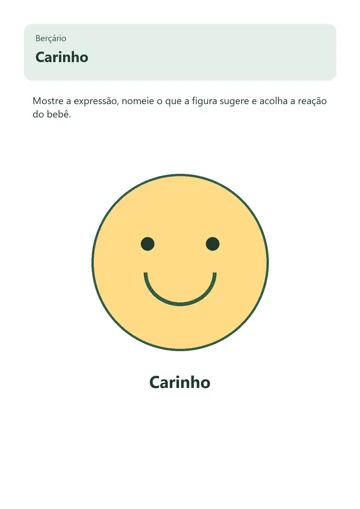 Berçário
Carinho
Mostre a expressão, nomeie o que a figura sugere e acolha a reação
do bebê.
Carinho